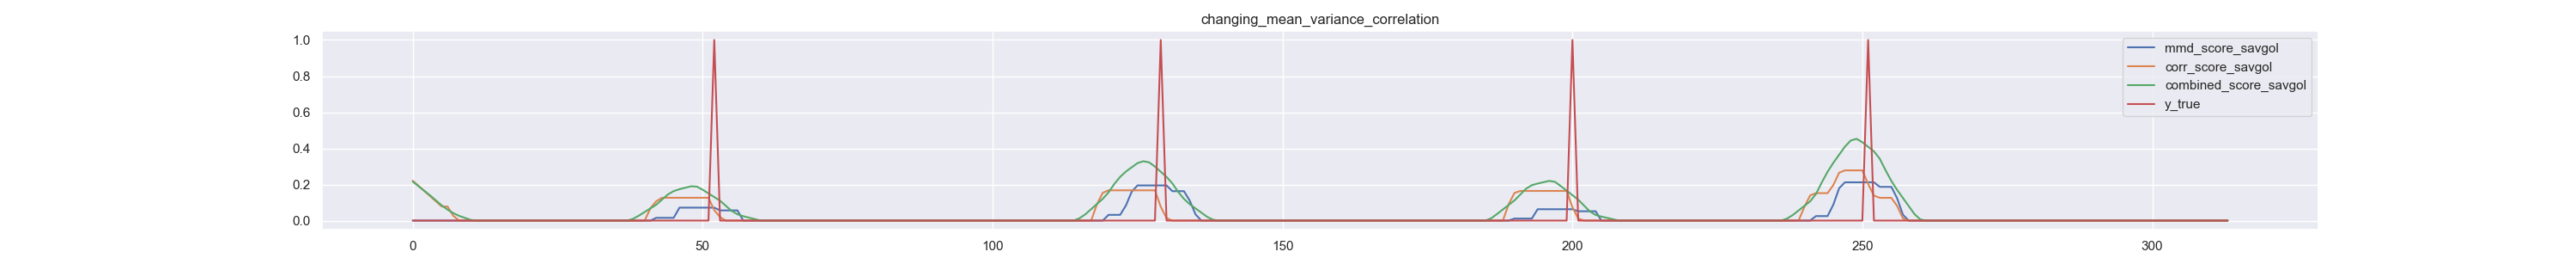 changing_mean_variance_correlation
1.0
0.8
0.6
0.4
0.2
0.0
mmd_score_savgol
corr_score_savgol
combined_score_savgol
y_true
0 50 100 150 200 250 300